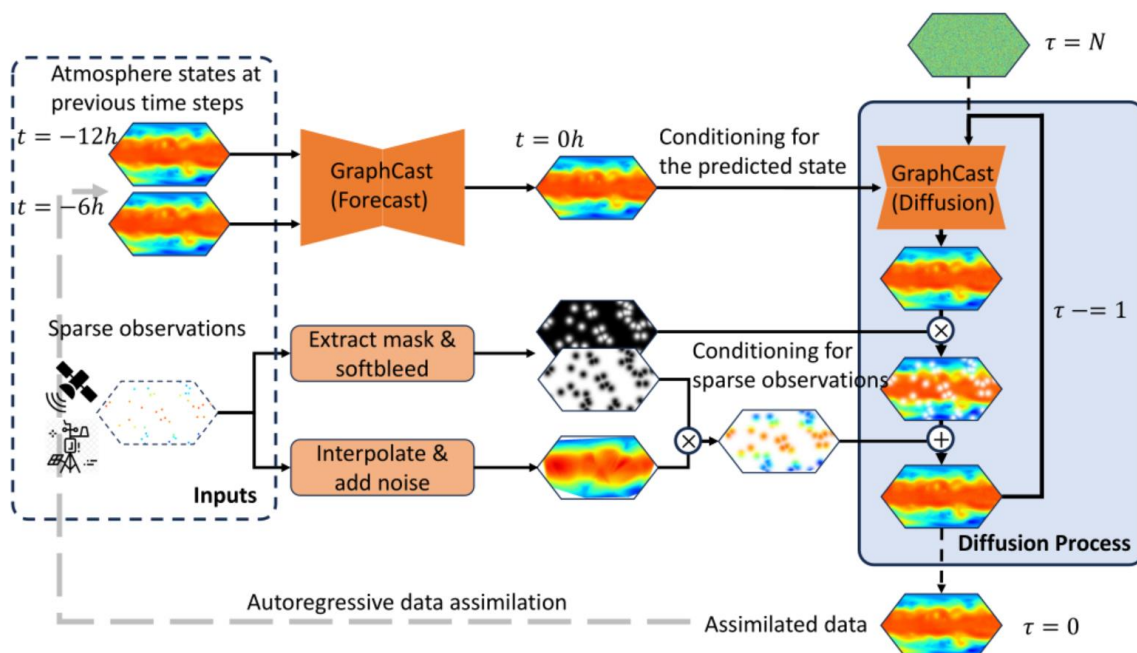 τ = N
Atmosphere states at
previous time steps
t = −12h
t = −6h
GraphCast
(Forecast)
t = 0h
Conditioning for
the predicted state
GraphCast
(Diffusion)
τ −= 1
Sparse observations
Extract mask &
softbleed
Conditioning for
sparse observations
Interpolate &
add noise
Inputs
Diffusion Process
Autoregressive data assimilation
Assimilated data
τ = 0